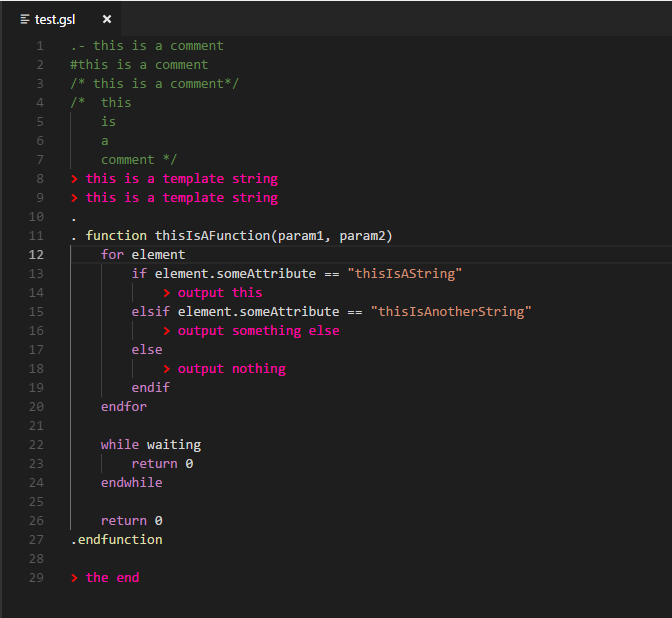 test.gsl ×
1 .- this is a comment
2 #this is a comment
3 /* this is a comment*/
4 /*  this
5     is
6     a
7     comment */
8 > this is a template string
9 > this is a template string
10 .
11 . function thisIsAFunction(param1, param2)
12     for element
13         if element.someAttribute == "thisIsAString"
14             > output this
15         elsif element.someAttribute == "thisIsAnotherString"
16             > output something else
17         else
18             > output nothing
19         endif
20     endfor
21
22     while waiting
23         return 0
24     endwhile
25
26     return 0
27 .endfunction
28
29 > the end